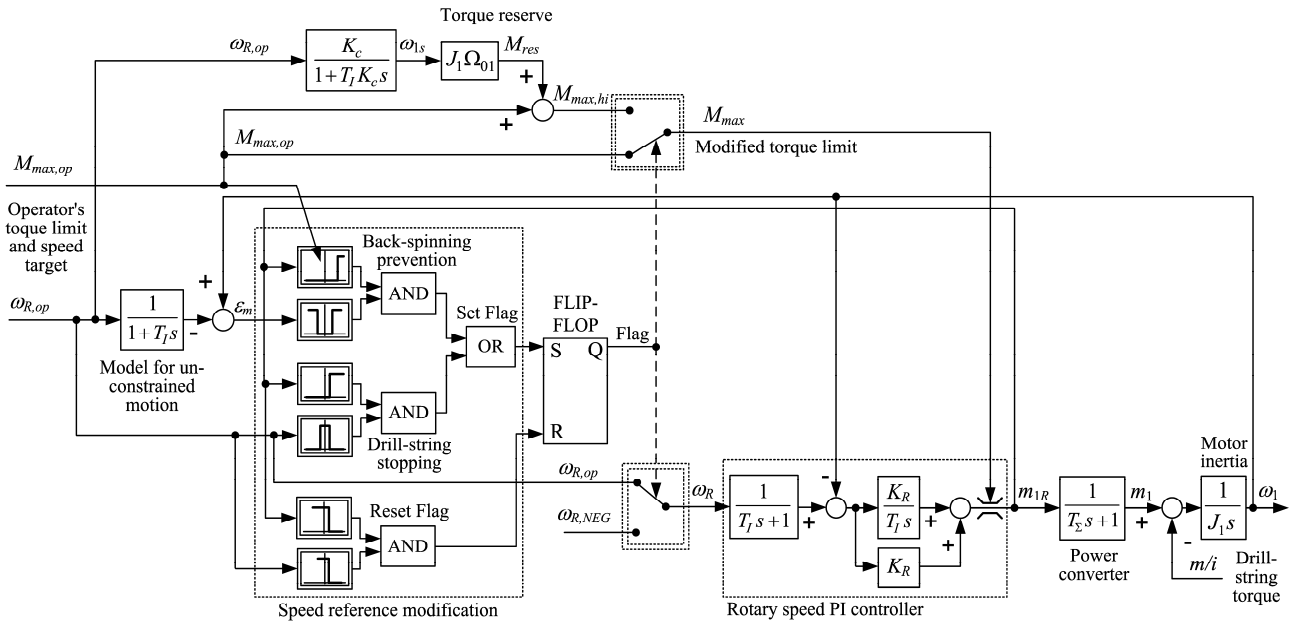 Torque reserve
ω_{R,op}
K_c
1+T_I K_c s
ω_{1s}
J_1Ω_{01}
M_{res}
+
+
M_{max,hi}
M_{max,op}
M_{max}
Modified torque limit
M_{max,op}
Operator's
toque limit
and speed
target
ω_{R,op}
1
1+T_I s
-
+
ε_m
Model for un-
constrained
motion
Back-spinning
prevention
AND
Sct Flag
OR
AND
Drill-string
stopping
Reset Flag
AND
Speed reference modification
FLIP-
FLOP
S Q
R
Flag
ω_{R,op}
ω_{R,NEG}
ω_R
1
T_I s+1
+
-
K_R
T_I s
K_R
+
+
Rotary speed PI controller
m_{1R}
1
T_Σ s+1
Power
converter
m_1
+
-
m/i
Motor
inertia
1
J_1 s
ω_1
Drill-
string
torque